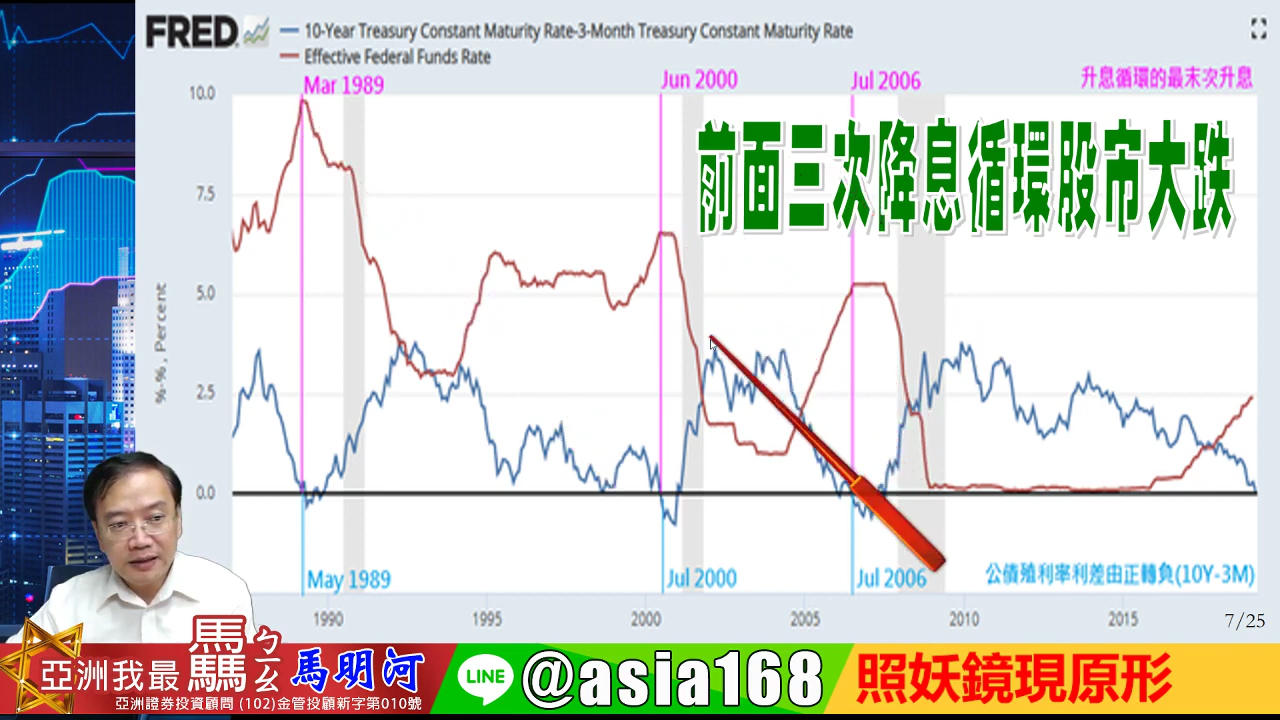 FRED
10-Year Treasury Constant Maturity Rate-3-Month Treasury Constant Maturity Rate
Effective Federal Funds Rate
Mar 1989
Jun 2000
Jul 2006
升息循環的最末次升息
前面三次降息循環股市大跌
10.0
7.5
5.0
2.5
0.0
%-%, Percent
May 1989
Jul 2000
Jul 2006
公債殖利率利差由正轉負(10Y-3M)
1990
1995
2000
2005
2010
2015
7/25
亞洲我最馬驫ㄅㄠ馬明河
亞洲證券投資顧問 (102)金管投顧新字第010號
LINE
@asia168
照妖鏡現原形